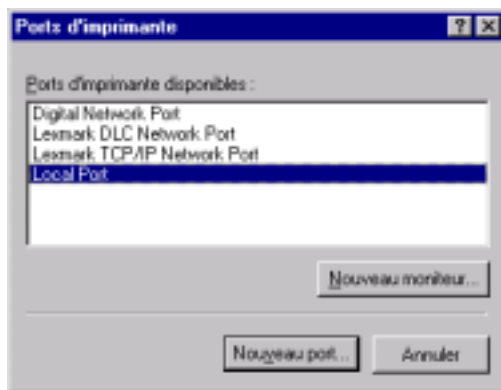 Ports d'imprimante
Ports d'imprimante disponibles :
Digital Network Port
Lexmark DLC Network Port
Lexmark TCP/IP Network Port
Local Port
Nouveau moniteur...
Nouveau port...
Annuler